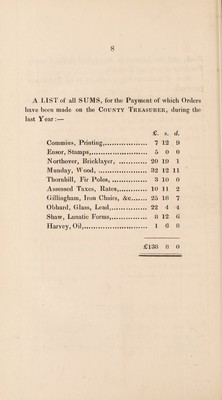 8
A LIST of all SUMS, for the Payment of which Orders
have been made on the COUNTY TREASURER, during the
last Year :—
£. s. d.
Commins, Printing,.................. 7 12 9
Ensor, Stamps,...................... 5 0 0
Northover, Bricklayer, ............ 20 19 1
Munday, Wood, .................. 32 12 11
Thornhill, Fir Poles, ............... 3 10 0
Assessed Taxes, Rates,............ 10 11 2
Gillingham, Iron Chairs, &c....... 25 18 7
Obbard, Glass, Lead,............... 22 4 4
Shaw, Lunatic Forms,............... 8 12 6
Harvey, Oil,........................ 1 6 8
£138 8 0